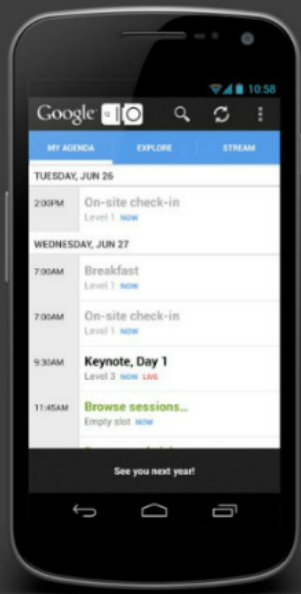 10:58
Google I O
MY AGENDA EXPLORE STREAM
TUESDAY, JUN 26
2:00PM On-site check-in
Level 1 NOW
WEDNESDAY, JUN 27
7:00AM Breakfast
Level 1 NOW
7:00AM On-site check-in
Level 1 NOW
9:30AM Keynote, Day 1
Level 3 NOW LIVE
11:45AM Browse sessions...
Empty slot NOW
See you next year!